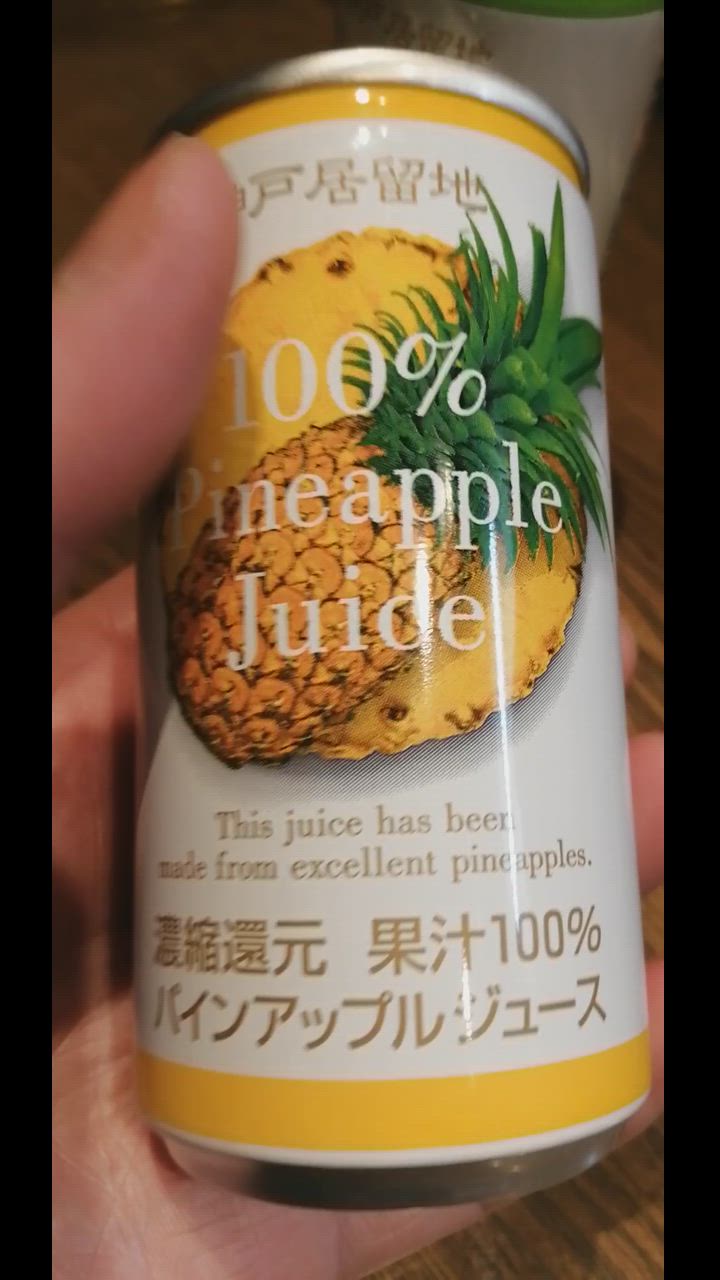 神戸居留地
100%
Pineapple
Juice
This juice has been
made from excellent pineapples.
濃縮還元 果汁100%
パインアップルジュース